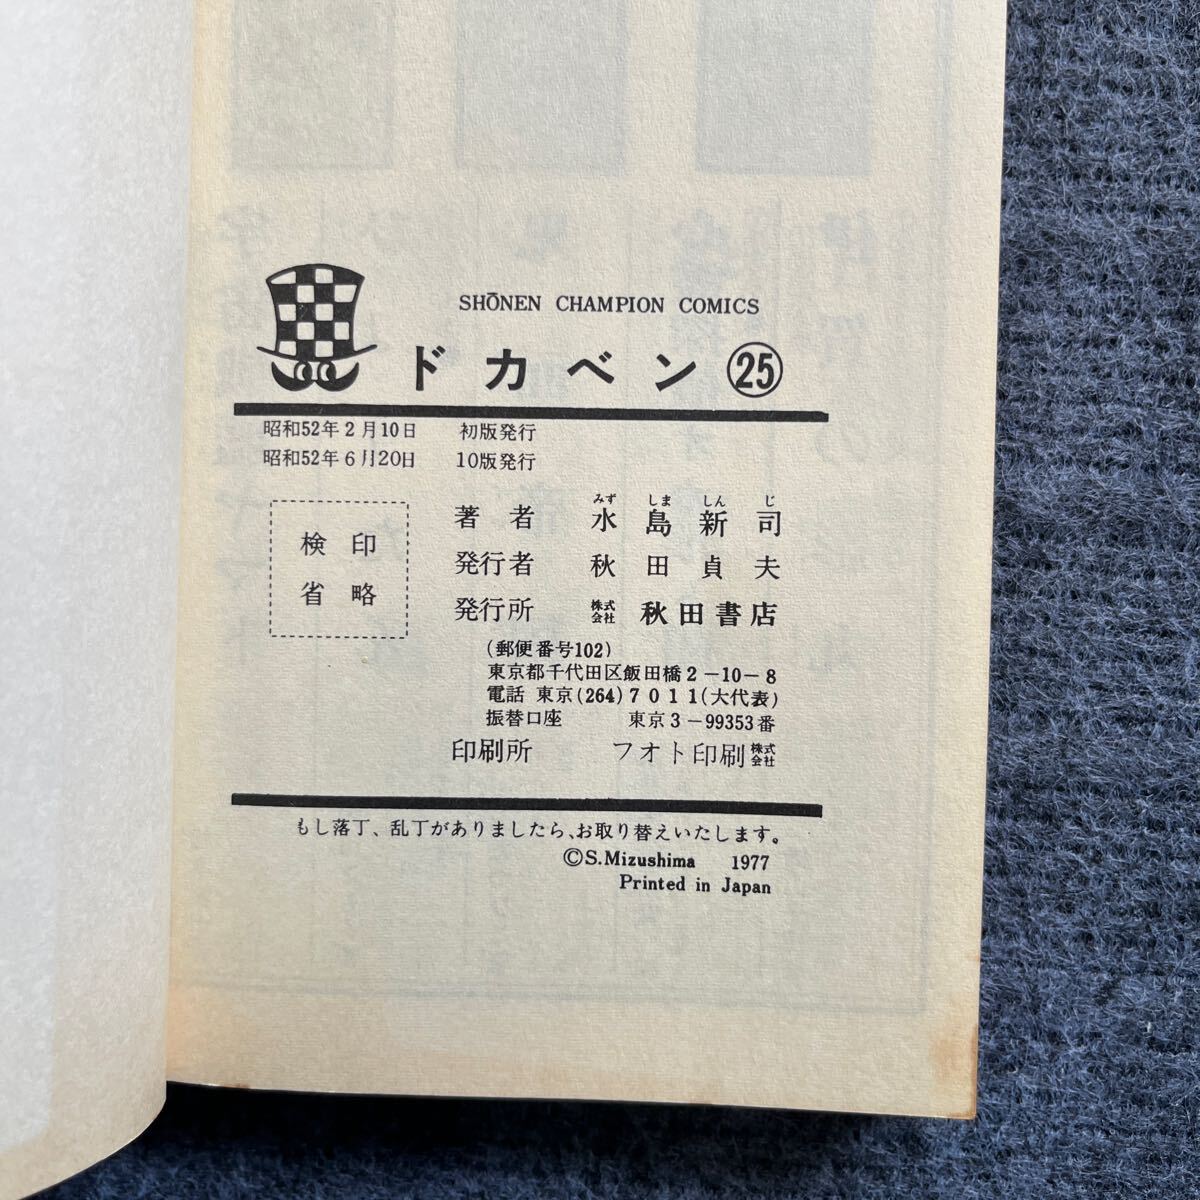 SHŌNEN CHAMPION COMICS
ドカベン㉕
昭和52年2月10日 初版発行
昭和52年6月20日 10版発行
検印
省略
みず しま しん じ
著者 水島新司
発行者 秋田貞夫
発行所 株式会社 秋田書店
(郵便番号102)
東京都千代田区飯田橋2-10-8
電話 東京(264)7011(大代表)
振替口座 東京3-99353番
印刷所 フオト印刷株式会社
もし落丁、乱丁がありましたら、お取り替えいたします。
©S.Mizushima 1977
Printed in Japan